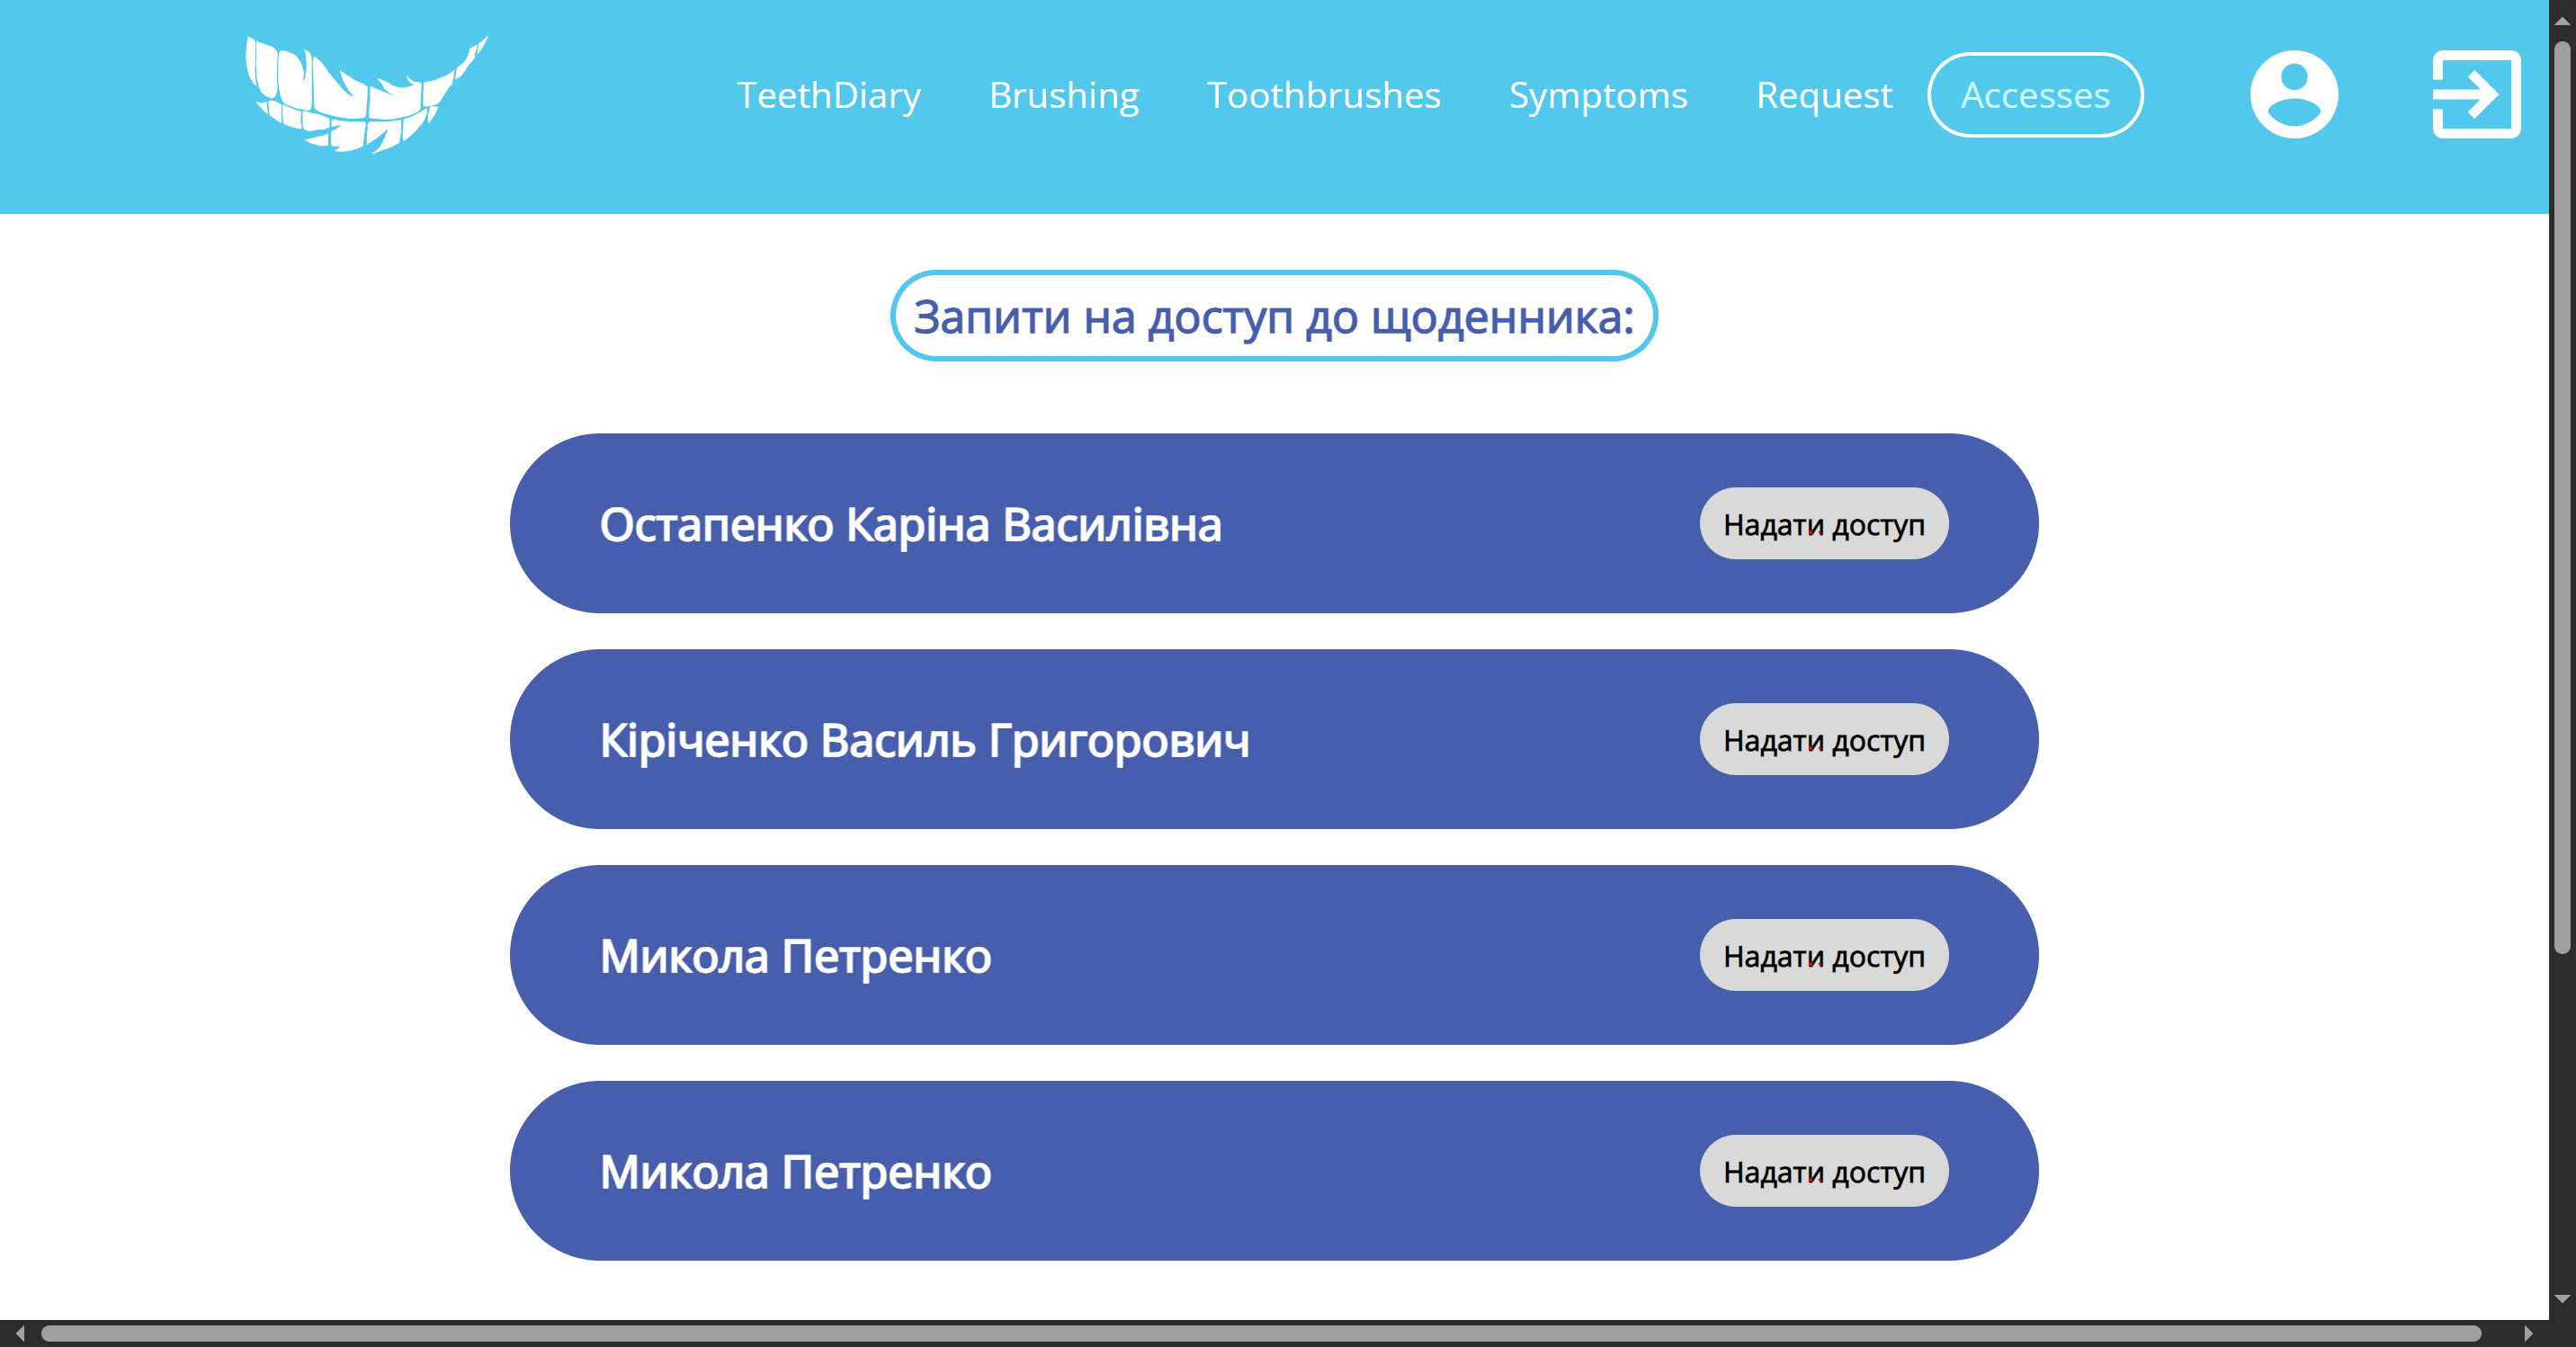 TeethDiary Brushing Toothbrushes Symptoms Request Accesses
Запити на доступ до щоденника:
Остапенко Каріна Василівна Надати доступ
Кіріченко Василь Григорович Надати доступ
Микола Петренко Надати доступ
Микола Петренко Надати доступ